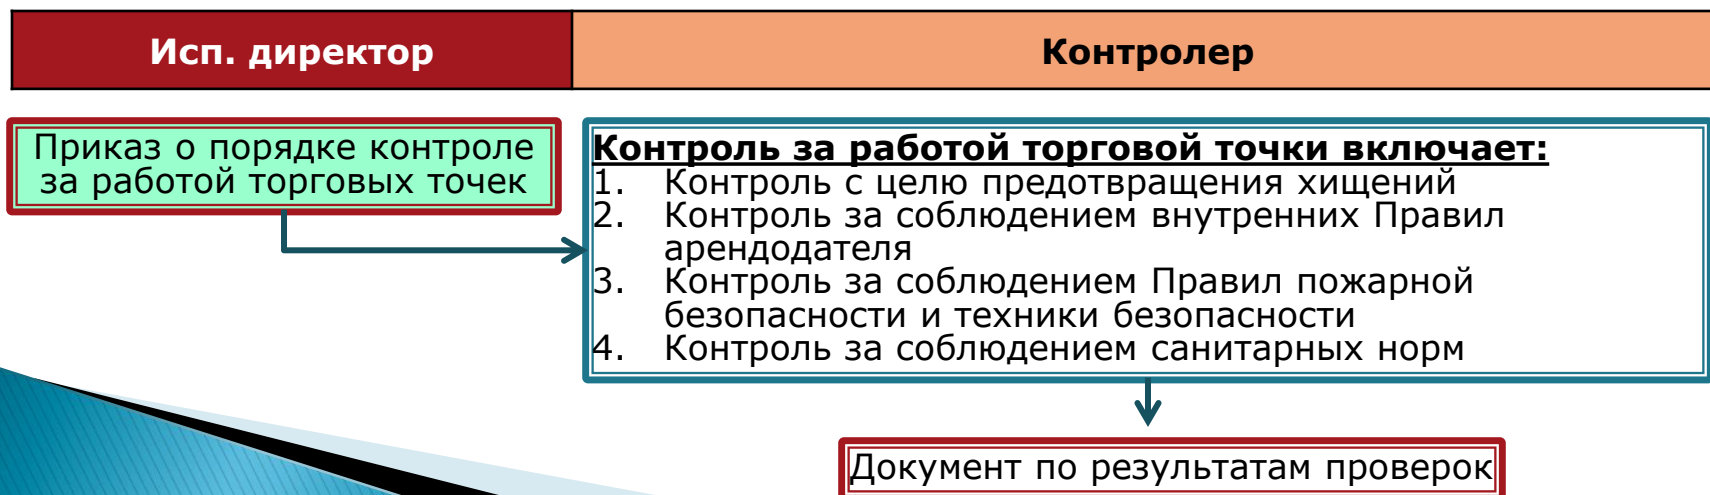 Исп. директор
Контролер
Приказ о порядке контроле
за работой торговых точек
Контроль за работой торговой точки включает:
1. Контроль с целю предотвращения хищений
2. Контроль за соблюдением внутренних Правил
арендодателя
3. Контроль за соблюдением Правил пожарной
безопасности и техники безопасности
4. Контроль за соблюдением санитарных норм
Документ по результатам проверок